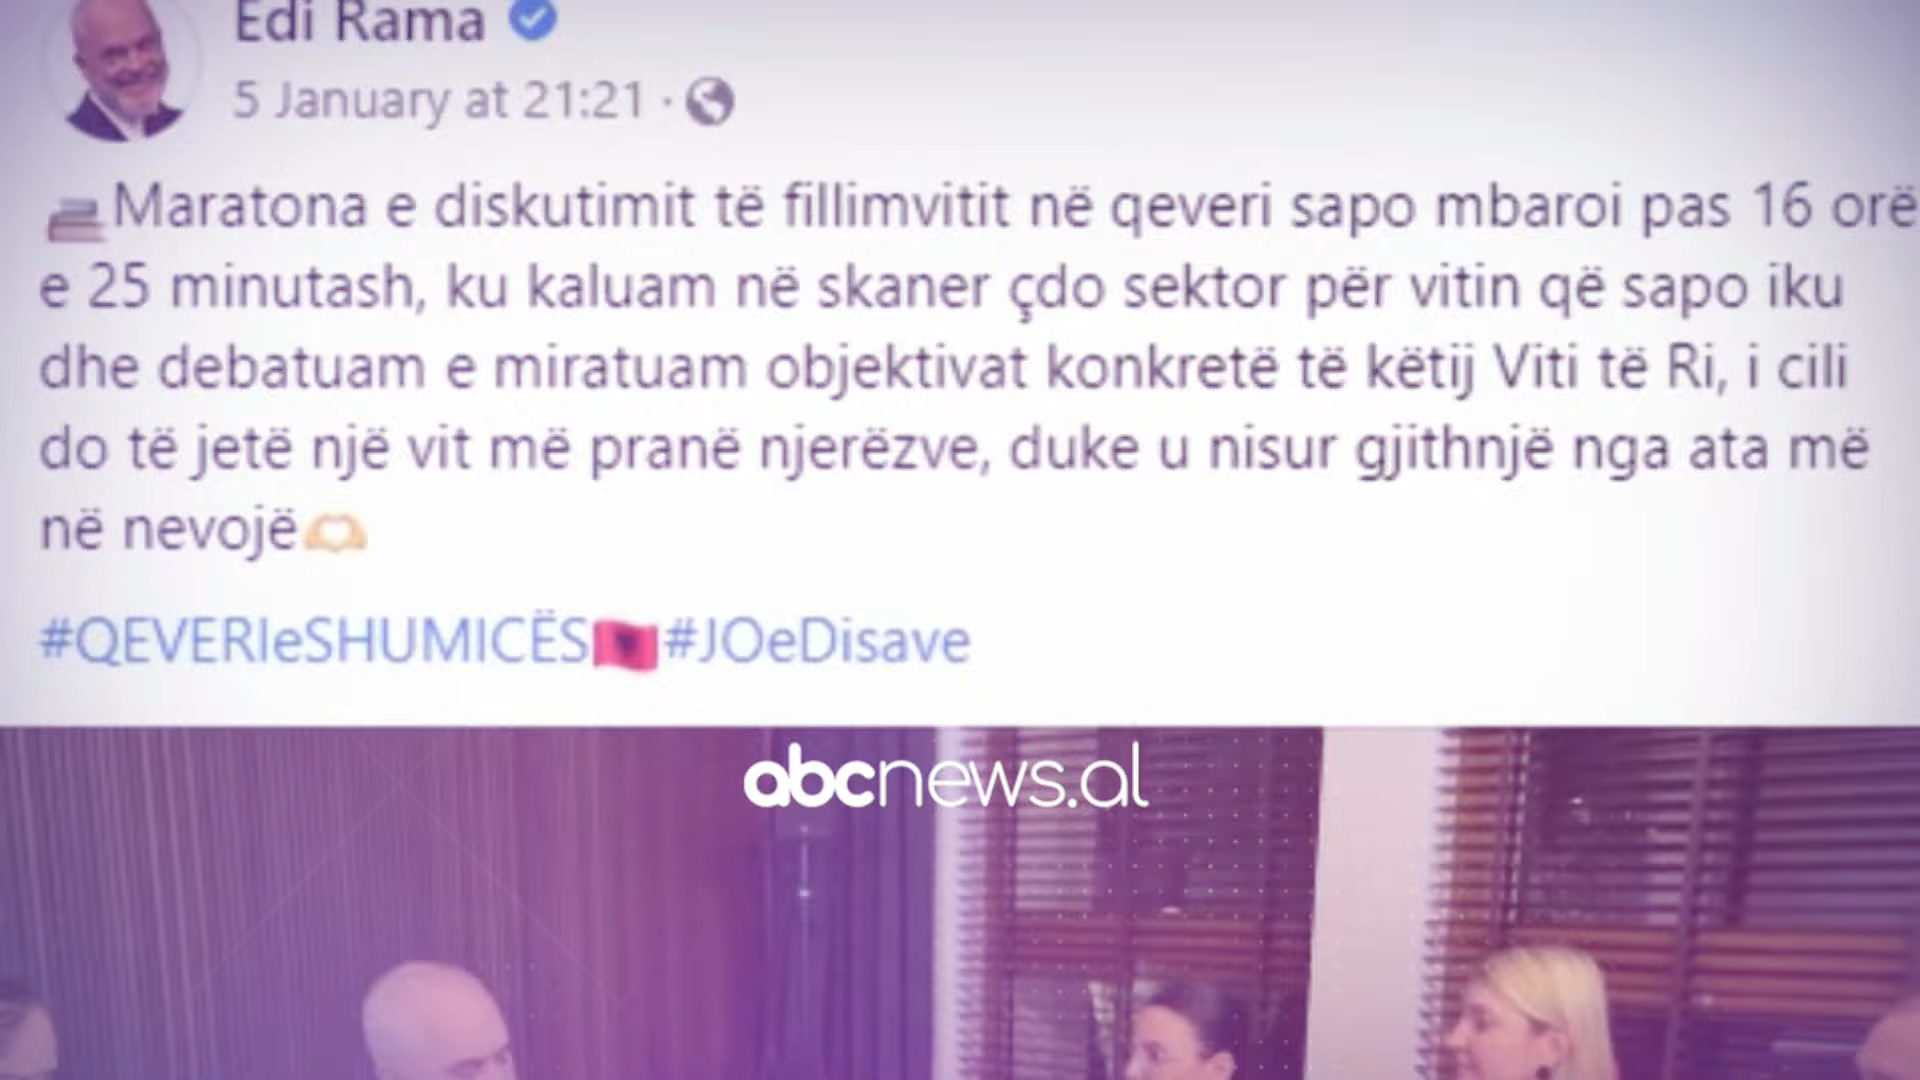 Edi Rama
5 January at 21:21 ·
Maratona e diskutimit të fillimvitit në qeveri sapo mbaroi pas 16 orë
e 25 minutash, ku kaluam në skaner çdo sektor për vitin që sapo iku
dhe debatuam e miratuam objektivat konkretë të këtij Viti të Ri, i cili
do të jetë një vit më pranë njerëzve, duke u nisur gjithnjë nga ata më
në nevojë
#QEVERIeSHUMICËS #JOeDisave
abcnews.al